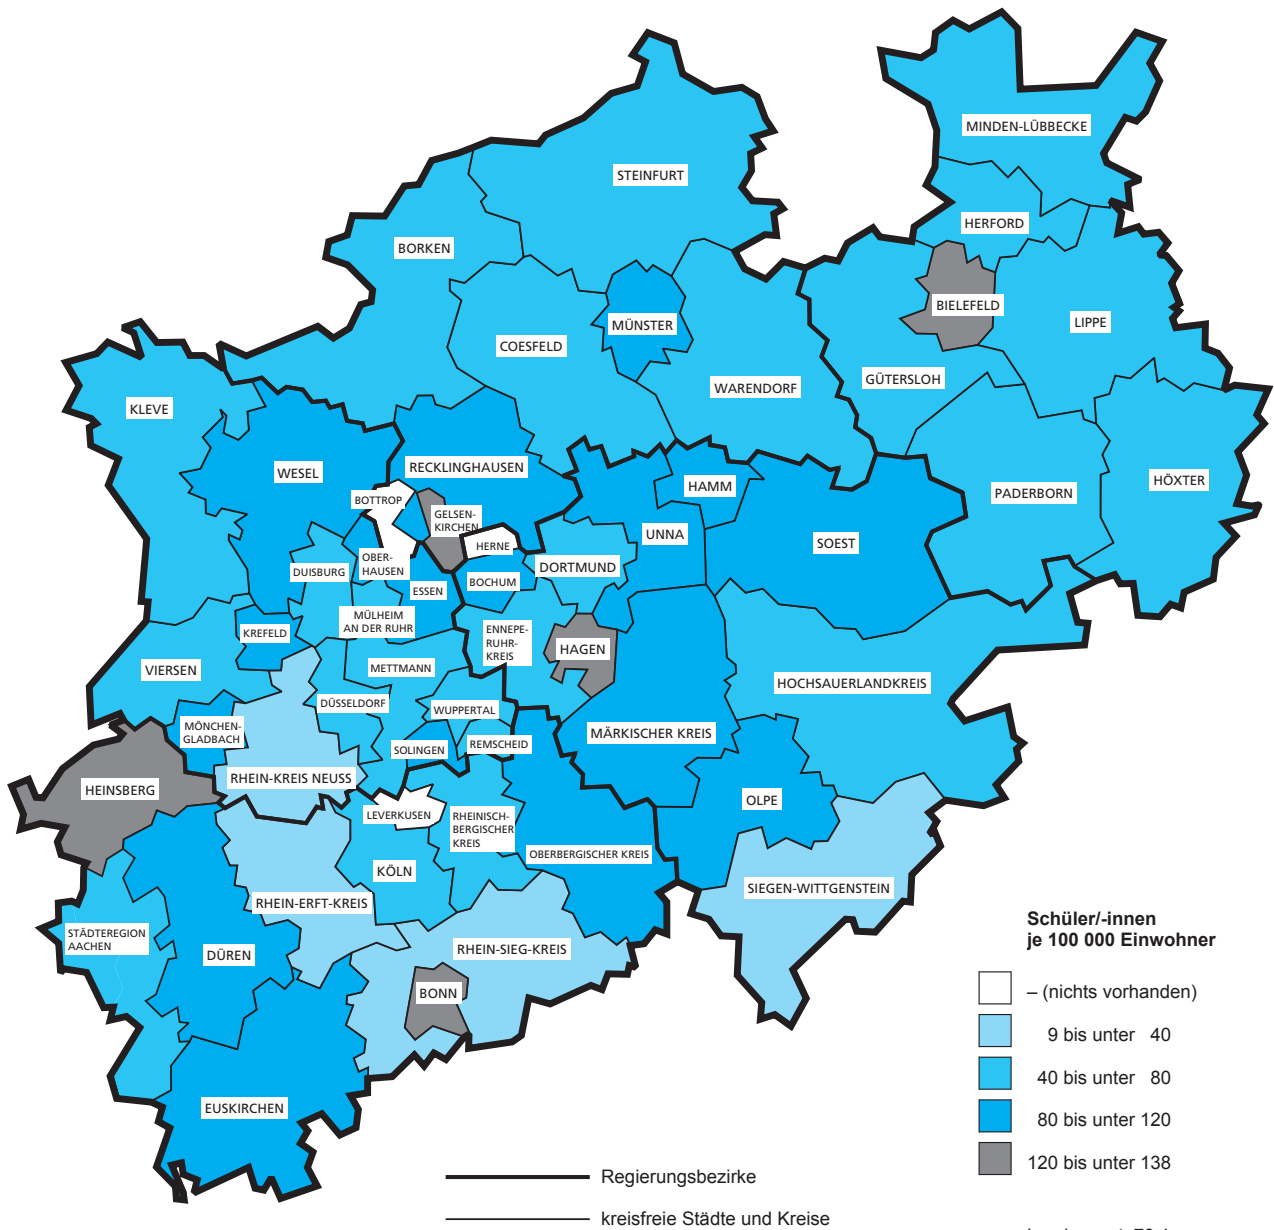 MINDEN-LÜBBECKE
STEINFURT
HERFORD
BORKEN
BIELEFELD
MÜNSTER
LIPPE
COESFELD
GÜTERSLOH
WARENDORF
KLEVE
RECKLINGHAUSEN
WESEL
HÖXTER
HAMM
PADERBORN
BOTTROP
GELSEN-
KIRCHEN
UNNA
SOEST
HERNE
OBER-
HAUSEN
DUISBURG
DORTMUND
BOCHUM
ESSEN
MÜLHEIM
AN DER RUHR
KREFELD
ENNEPE-
RUHR-
KREIS
HAGEN
VIERSEN
METTMANN
HOCHSAUERLANDKREIS
DÜSSELDORF
WUPPERTAL
MÖNCHEN-
GLADBACH
MÄRKISCHER KREIS
REMSCHEID
SOLINGEN
RHEIN-KREIS NEUSS
HEINSBERG
OLPE
LEVERKUSEN
RHEINISCH-
BERGISCHER
KREIS
OBERBERGISCHER KREIS
KÖLN
SIEGEN-WITTGENSTEIN
RHEIN-ERFT-KREIS
STÄDTEREGION
AACHEN
RHEIN-SIEG-KREIS
DÜREN
BONN
EUSKIRCHEN
Schüler/-innen
je 100 000 Einwohner
– (nichts vorhanden)
9 bis unter 40
40 bis unter 80
80 bis unter 120
120 bis unter 138
Regierungsbezirke
kreisfreie Städte und Kreise